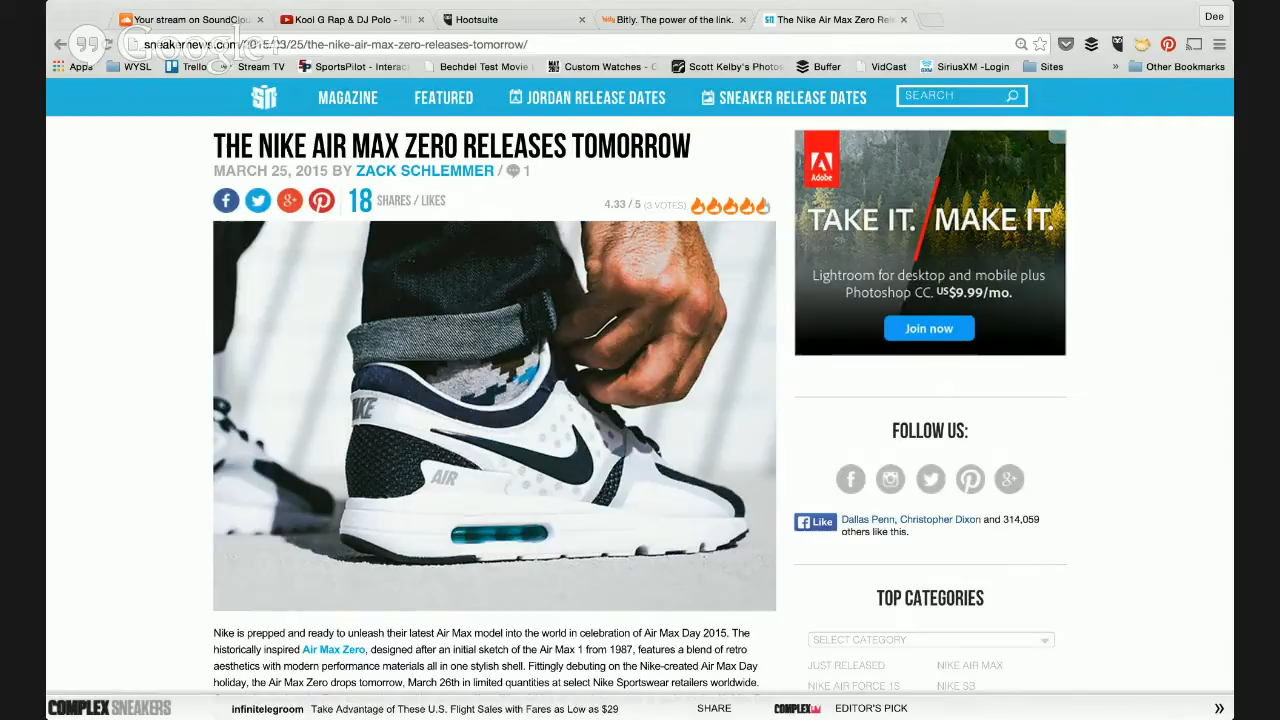 Your stream on SoundClou
Kool G Rap & DJ Polo - "Ill
Hootsuite
Bitly. The power of the link.
The Nike Air Max Zero Rele
Dee
Google+
sneakernews.com/2015/03/25/the-nike-air-max-zero-releases-tomorrow/
Apps WYSL Trello Stream TV SportsPilot - Interac Bechdel Test Movie Custom Watches - C Scott Kelby's Photos Buffer VidCast SiriusXM -Login Sites » Other Bookmarks
SN MAGAZINE FEATURED JORDAN RELEASE DATES SNEAKER RELEASE DATES SEARCH
THE NIKE AIR MAX ZERO RELEASES TOMORROW
MARCH 25, 2015 BY ZACK SCHLEMMER / 1
18 SHARES / LIKES
4.33 / 5 (3 VOTES)
NIKE
AIR
Nike is prepped and ready to unleash their latest Air Max model into the world in celebration of Air Max Day 2015. The
historically inspired Air Max Zero, designed after an initial sketch of the Air Max 1 from 1987, features a blend of retro
aesthetics with modern performance materials all in one stylish shell. Fittingly debuting on the Nike-created Air Max Day
holiday, the Air Max Zero drops tomorrow, March 26th in limited quantities at select Nike Sportswear retailers worldwide.
Adobe
TAKE IT. / MAKE IT.
Lightroom for desktop and mobile plus
Photoshop CC. US$9.99/mo.
Join now
FOLLOW US:
Like
Dallas Penn, Christopher Dixon and 314,059
others like this.
TOP CATEGORIES
SELECT CATEGORY
JUST RELEASED NIKE AIR MAX
NIKE AIR FORCE 1S NIKE SB
COMPLEX SNEAKERS infinitelegroom Take Advantage of These U.S. Flight Sales with Fares as Low as $29 SHARE COMPLEX EDITOR'S PICK »